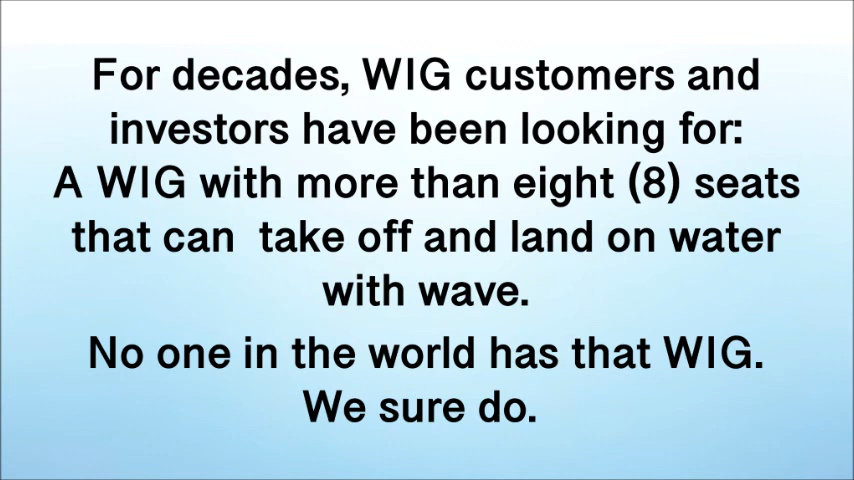 For decades, WIG customers and
investors have been looking for:
A WIG with more than eight (8) seats
that can  take off and land on water
with wave.
No one in the world has that WIG.
We sure do.